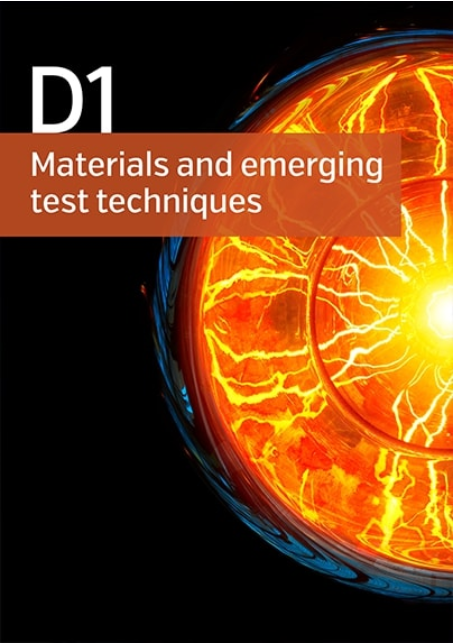 D1
Materials and emerging
test techniques